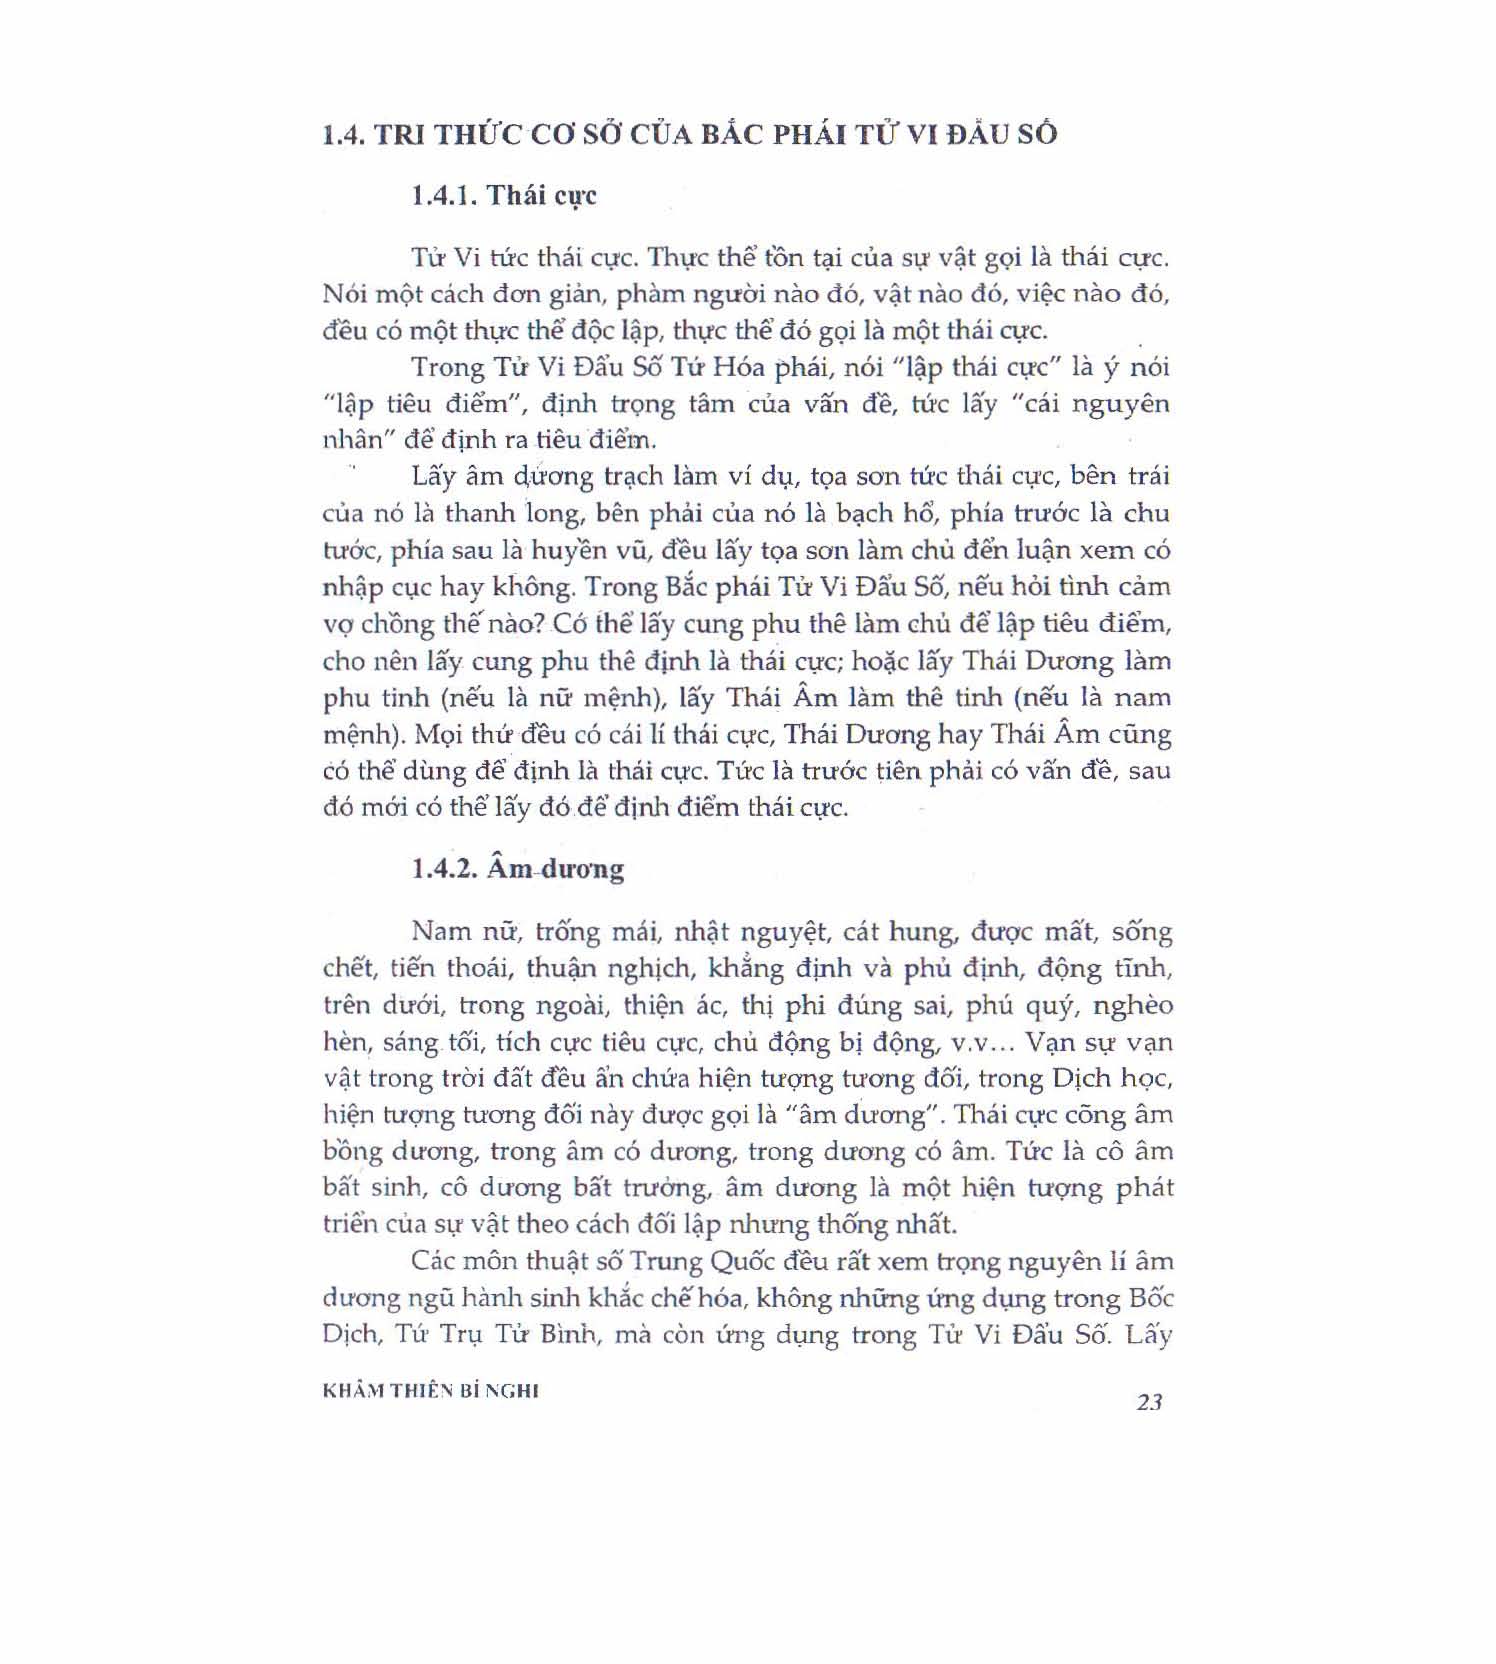 1.4. TRI THỨC CƠ SỞ CỦA BẮC PHÁI TỬ VI ĐẨU SỐ
1.4.1. Thái cực
Tử Vi tức thái cực. Thực thể tồn tại của sự vật gọi là thái cực.
Nói một cách đơn giản, phàm người nào đó, vật nào đó, việc nào đó,
đều có một thực thể độc lập, thực thể đó gọi là một thái cực.
Trong Tử Vi Đẩu Số Tứ Hóa phái, nói "lập thái cực" là ý nói
"lập tiêu điểm", định trọng tâm của vấn đề, tức lấy "cái nguyên
nhân" để định ra tiêu điểm.
Lấy âm dương trạch làm ví dụ, tọa sơn tức thái cực, bên trái
của nó là thanh long, bên phải của nó là bạch hổ, phía trước là chu
tước, phía sau là huyền vũ, đều lấy tọa sơn làm chủ đển luận xem có
nhập cục hay không. Trong Bắc phái Tử Vi Đẩu Số, nếu hỏi tình cảm
vợ chồng thế nào? Có thể lấy cung phu thê làm chủ để lập tiêu điểm,
cho nên lấy cung phu thê định là thái cực; hoặc lấy Thái Dương làm
phu tinh (nếu là nữ mệnh), lấy Thái Âm làm thê tinh (nếu là nam
mệnh). Mọi thứ đều có cái lí thái cực, Thái Dương hay Thái Âm cũng
có thể dùng để định là thái cực. Tức là trước tiên phải có vấn đề, sau
đó mới có thể lấy đó để định điểm thái cực.
1.4.2. Âm dương
Nam nữ, trống mái, nhật nguyệt, cát hung, được mất, sống
chết, tiến thoái, thuận nghịch, khẳng định và phủ định, động tĩnh,
trên dưới, trong ngoài, thiện ác, thị phi đúng sai, phú quý, nghèo
hèn, sáng tối, tích cực tiêu cực, chủ động bị động, v.v... Vạn sự vạn
vật trong trời đất đều ẩn chứa hiện tượng tương đối, trong Dịch học,
hiện tượng tương đối này được gọi là "âm dương". Thái cực cõng âm
bồng dương, trong âm có dương, trong dương có âm. Tức là cô âm
bất sinh, cô dương bất trưởng, âm dương là một hiện tượng phát
triển của sự vật theo cách đối lập nhưng thống nhất.
Các môn thuật số Trung Quốc đều rất xem trọng nguyên lí âm
dương ngũ hành sinh khắc chế hóa, không những ứng dụng trong Bốc
Dịch, Tứ Trụ Tử Bình, mà còn ứng dụng trong Tử Vi Đẩu Số. Lấy
KHÂM THIÊN BÍ NGHI
23